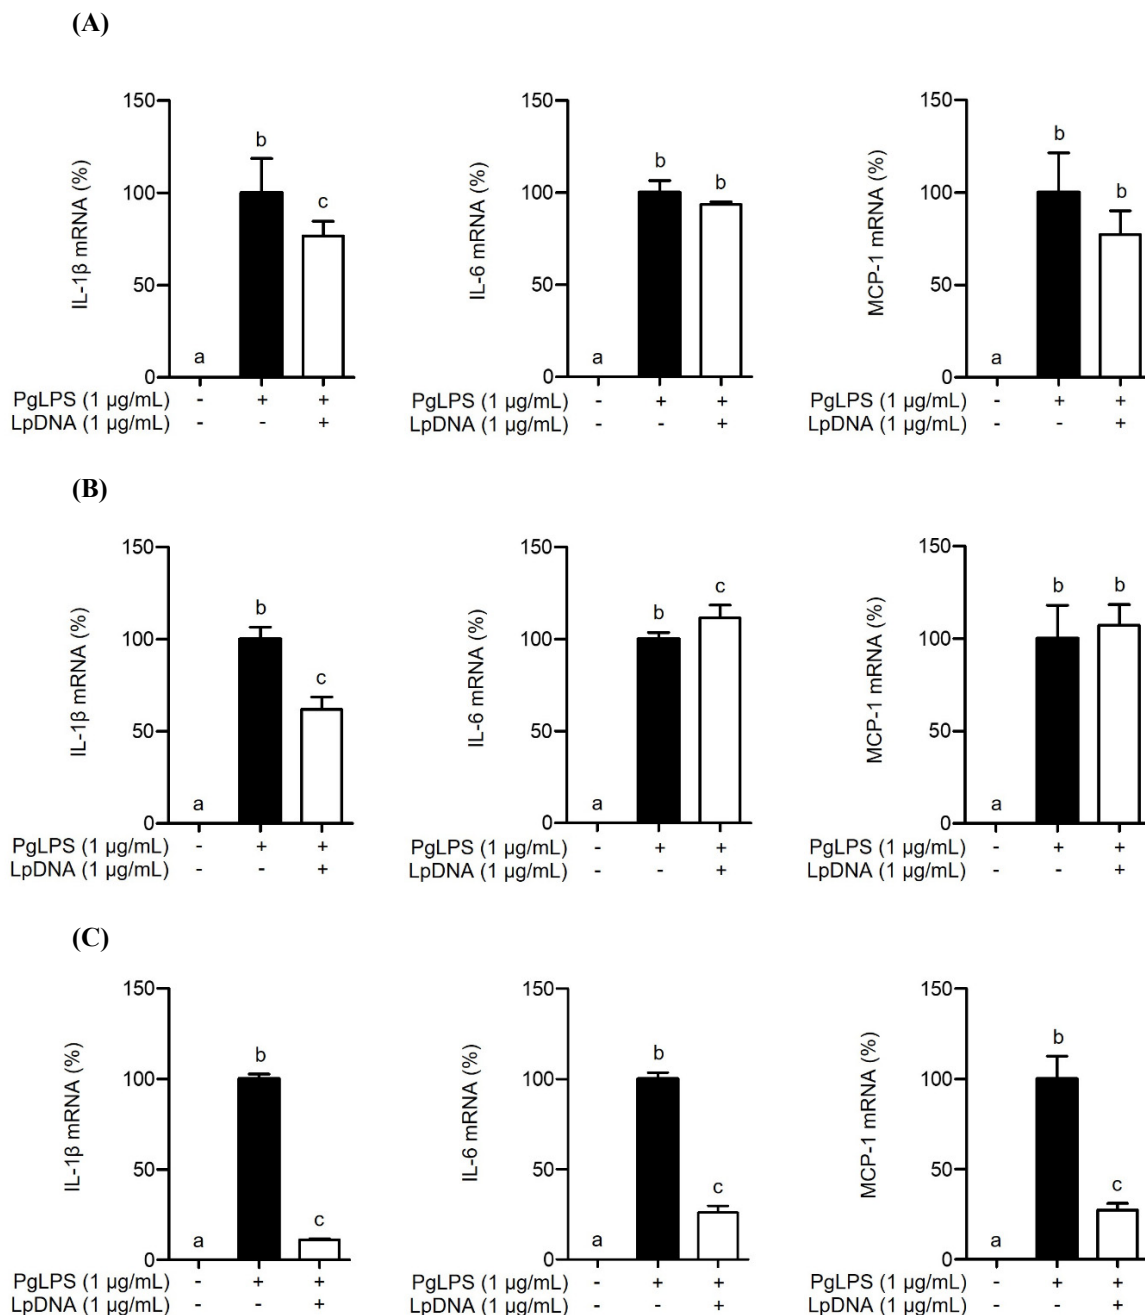 (A)
150
100
50
0
IL-1β mRNA (%)
a
b
c
PgLPS (1 µg/mL) - + +
LpDNA (1 µg/mL) - - +
150
100
50
0
IL-6 mRNA (%)
a
b
b
PgLPS (1 µg/mL) - + +
LpDNA (1 µg/mL) - - +
150
100
50
0
MCP-1 mRNA (%)
a
b
b
PgLPS (1 µg/mL) - + +
LpDNA (1 µg/mL) - - +
(B)
150
100
50
0
IL-1β mRNA (%)
a
b
c
PgLPS (1 µg/mL) - + +
LpDNA (1 µg/mL) - - +
150
100
50
0
IL-6 mRNA (%)
a
b
c
PgLPS (1 µg/mL) - + +
LpDNA (1 µg/mL) - - +
150
100
50
0
MCP-1 mRNA (%)
a
b
b
PgLPS (1 µg/mL) - + +
LpDNA (1 µg/mL) - - +
(C)
150
100
50
0
IL-1β mRNA (%)
a
b
c
PgLPS (1 µg/mL) - + +
LpDNA (1 µg/mL) - - +
150
100
50
0
IL-6 mRNA (%)
a
b
c
PgLPS (1 µg/mL) - + +
LpDNA (1 µg/mL) - - +
150
100
50
0
MCP-1 mRNA (%)
a
b
c
PgLPS (1 µg/mL) - + +
LpDNA (1 µg/mL) - - +